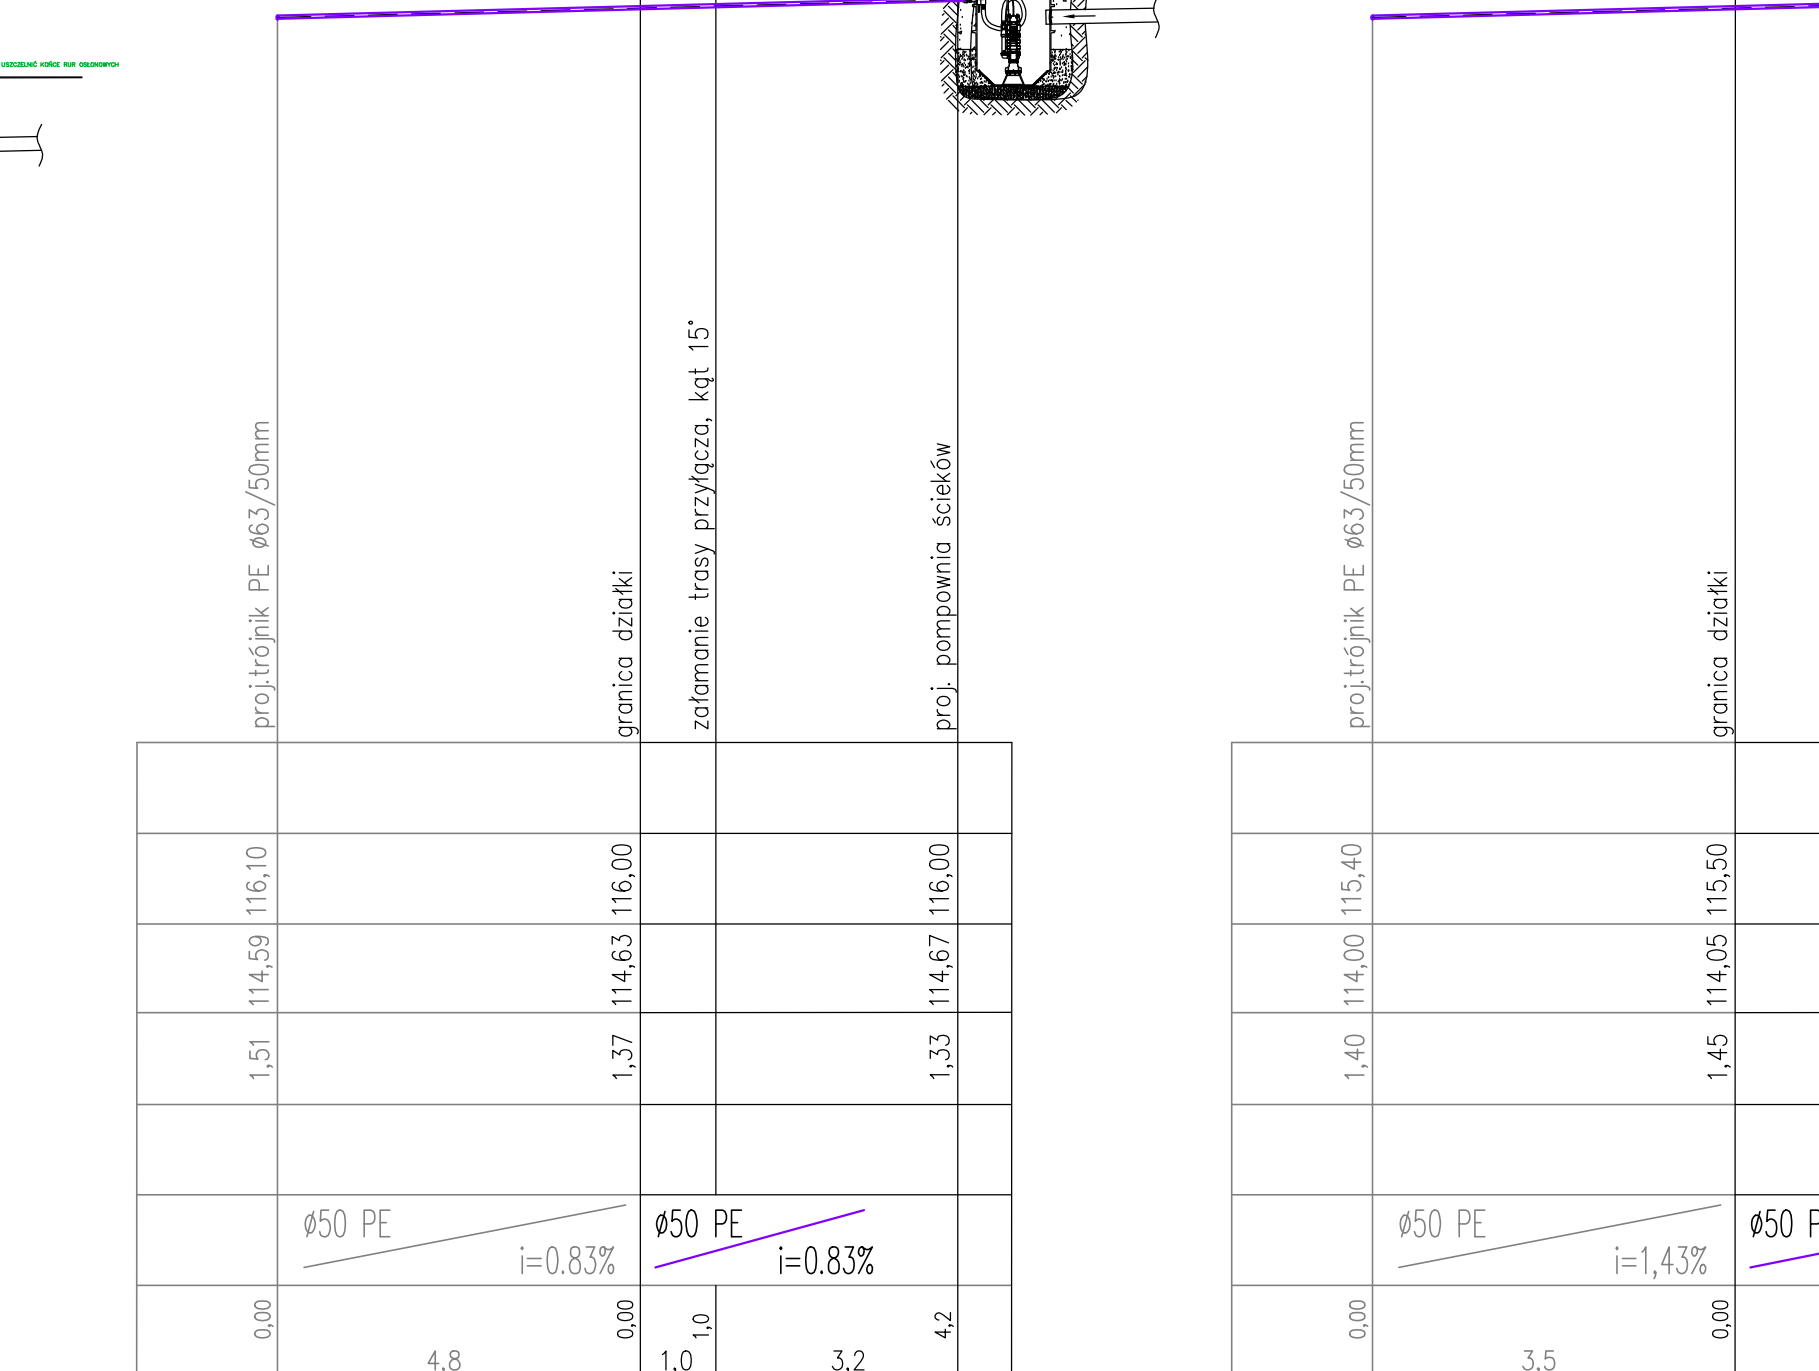 USZCZELNIĆ KOŃCE RUR OSŁONOWYCH
proj.trójnik PE ø63/50mm
granica działki
załamanie trasy przyłącza, kąt 15°
proj. pompownia ścieków
proj.trójnik PE ø63/50mm
granica działki
116,10
116,00
116,00
115,40
115,50
114,59
114,63
114,67
114,00
114,05
1,51
1,37
1,33
1,40
1,45
ø50 PE
i=0.83%
ø50 PE
i=0.83%
ø50 PE
i=1,43%
ø50 P
0,00
0,00
1,0
4,2
0,00
0,00
4,8
1,0
3,2
3,5